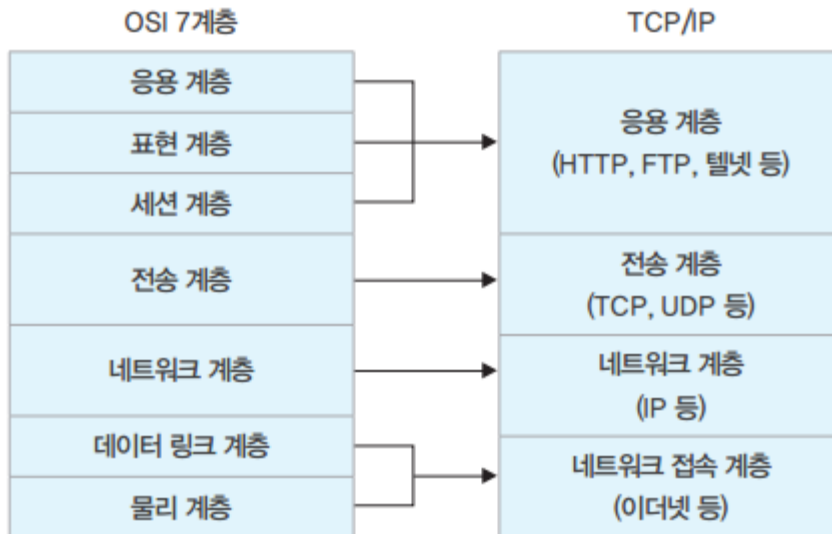 OSI 7계층
응용 계층
표현 계층
세션 계층
전송 계층
네트워크 계층
데이터 링크 계층
물리 계층
TCP/IP
응용 계층
(HTTP, FTP, 텔넷 등)
전송 계층
(TCP, UDP 등)
네트워크 계층
(IP 등)
네트워크 접속 계층
(이더넷 등)